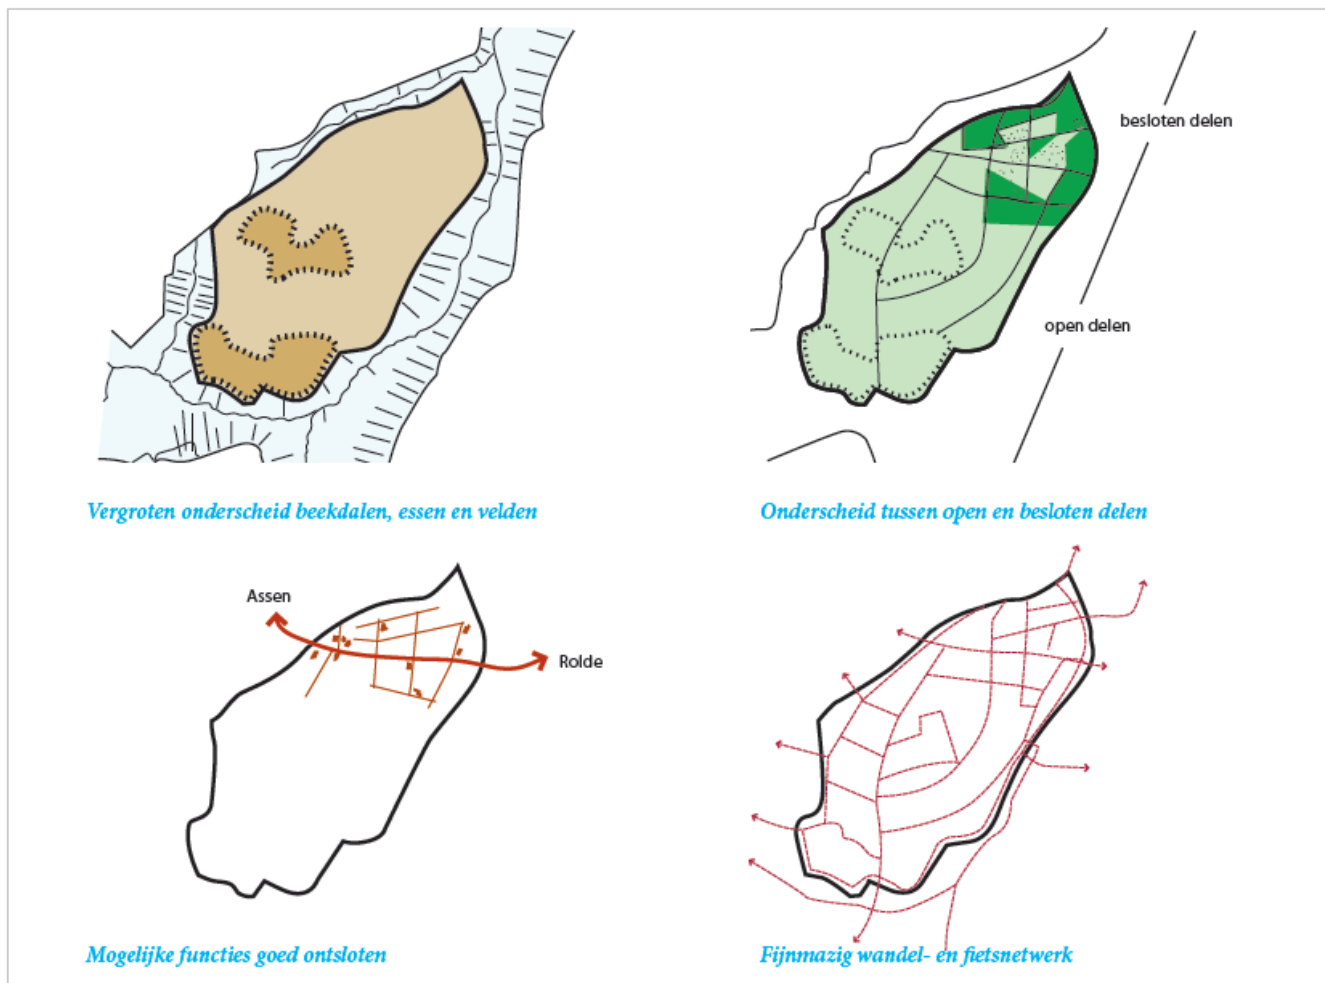 besloten delen
open delen
Vergroten onderscheid beekdalen, essen en velden
Onderscheid tussen open en besloten delen
Assen
Rolde
Mogelijke functies goed ontsloten
Fijnmazig wandel- en fietsnetwerk